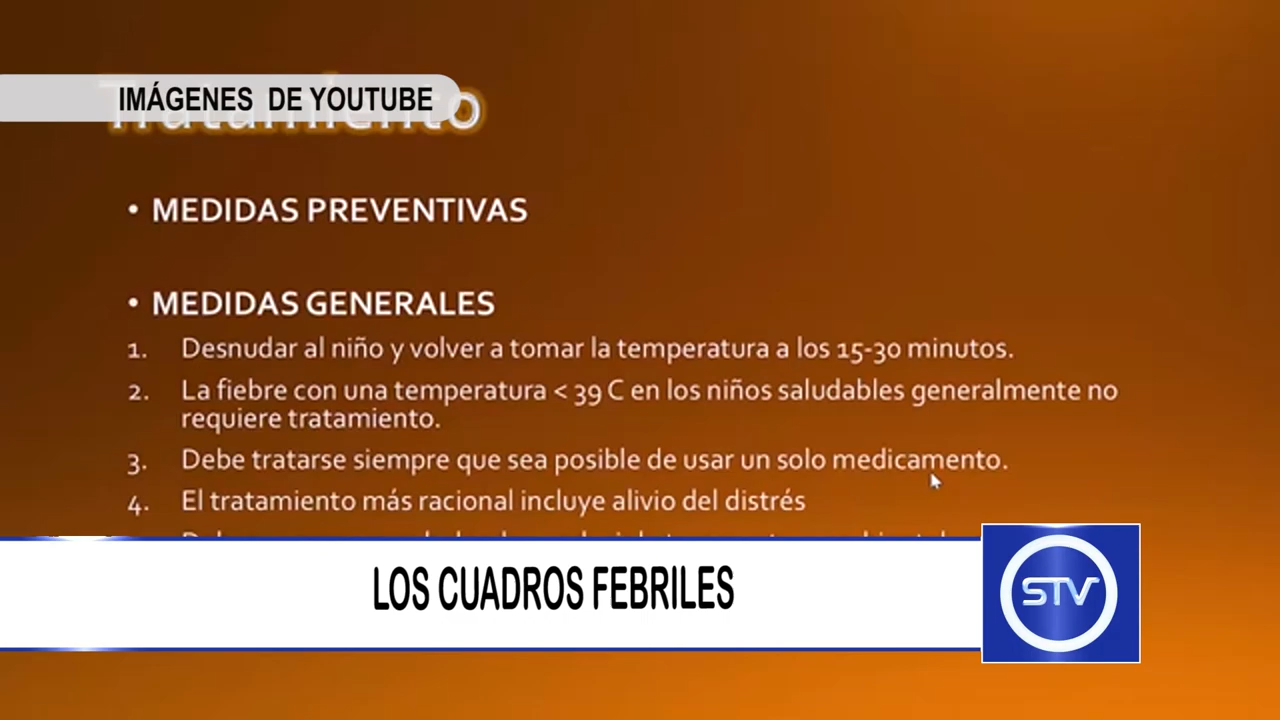 IMÁGENES DE YOUTUBE
Tratamiento
• MEDIDAS PREVENTIVAS
• MEDIDAS GENERALES
1. Desnudar al niño y volver a tomar la temperatura a los 15-30 minutos.
2. La fiebre con una temperatura < 39 C en los niños saludables generalmente no
requiere tratamiento.
3. Debe tratarse siempre que sea posible de usar un solo medicamento.
4. El tratamiento más racional incluye alivio del distrés
LOS CUADROS FEBRILES
STV